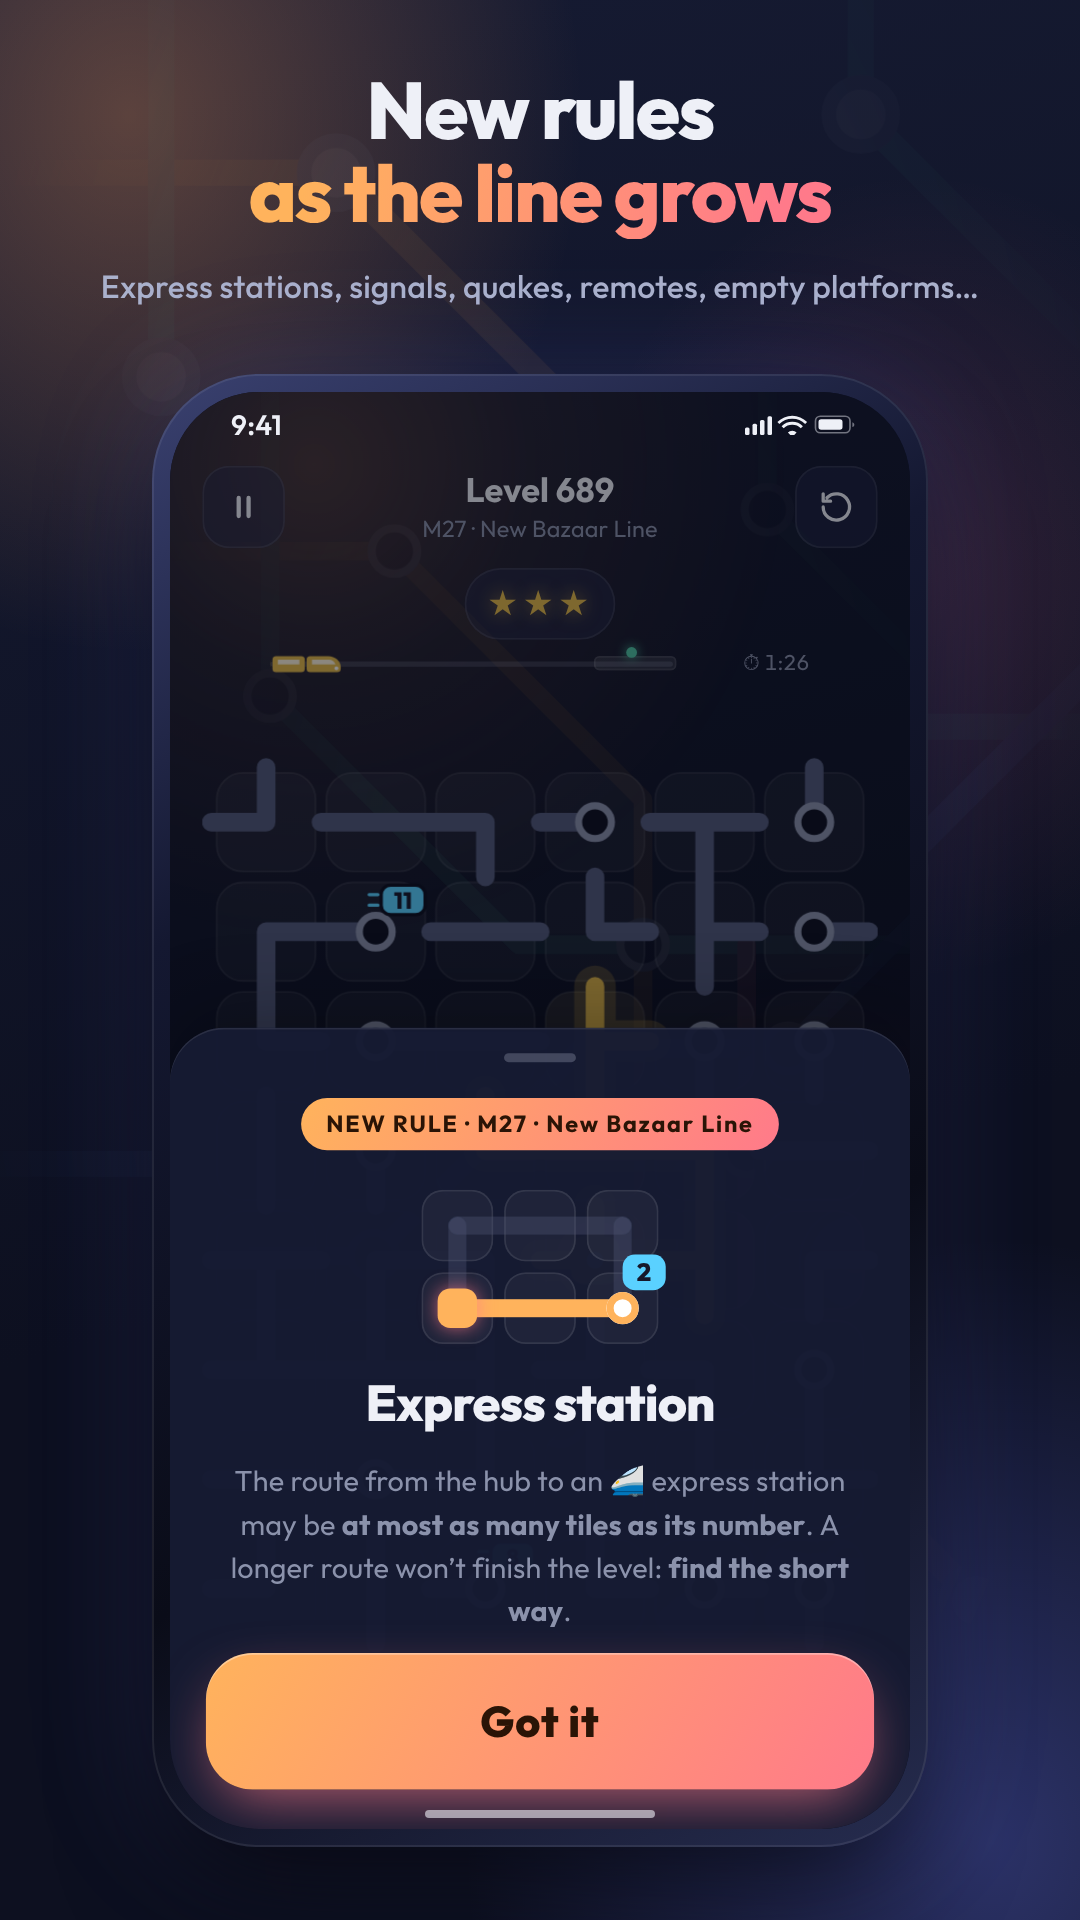 New rules
as the line grows
Express stations, signals, quakes, remotes, empty platforms...
9:41
Level 689
M27 · New Bazaar Line
★ ★ ★
⏱ 1:26
11
NEW RULE · M27 · New Bazaar Line
2
Express station
The route from the hub to an 🚄 express station
may be at most as many tiles as its number. A
longer route won’t finish the level: find the short
way.
Got it